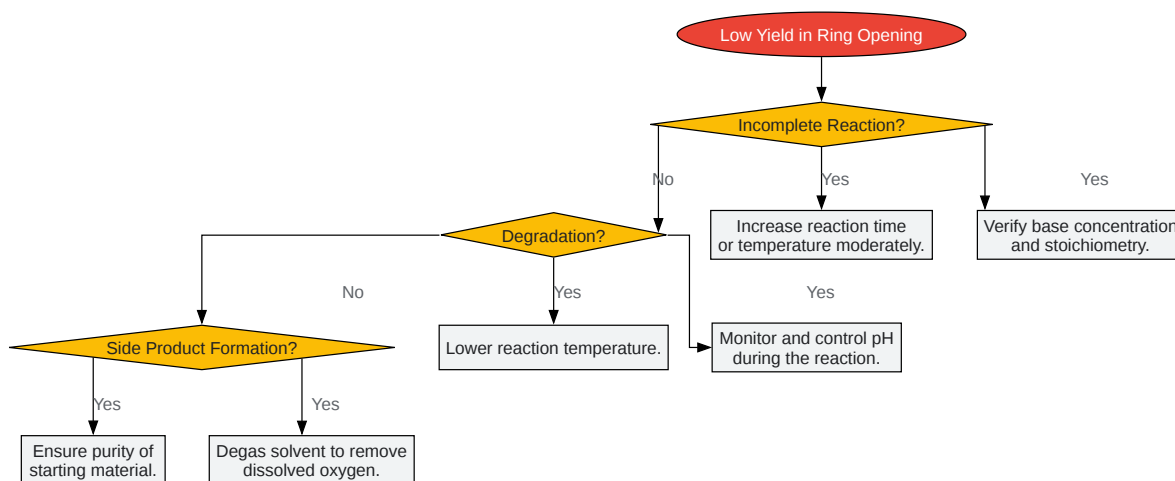 Low Yield in Ring Opening
Incomplete Reaction?
No
Yes
Yes
Increase reaction time
or temperature moderately.
Verify base concentration
and stoichiometry.
Degradation?
No
Yes
Yes
Lower reaction temperature.
Monitor and control pH
during the reaction.
Side Product Formation?
Yes
Yes
Ensure purity of
starting material.
Degas solvent to remove
dissolved oxygen.